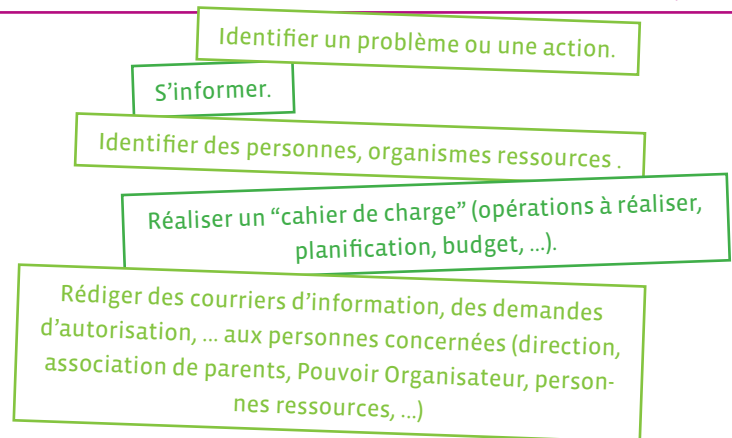 Identifier un problème ou une action.
S’informer.
Identifier des personnes, organismes ressources .
Réaliser un “cahier de charge” (opérations à réaliser,
planification, budget, ...).
Rédiger des courriers d’information, des demandes
d’autorisation, ... aux personnes concernées (direction,
association de parents, Pouvoir Organisateur, person-
nes ressources, ...)